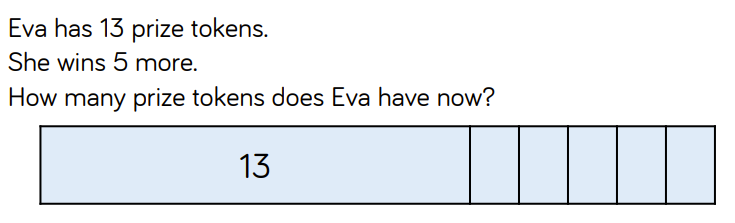 Eva has 13 prize tokens.
She wins 5 more.
How many prize tokens does Eva have now?
13